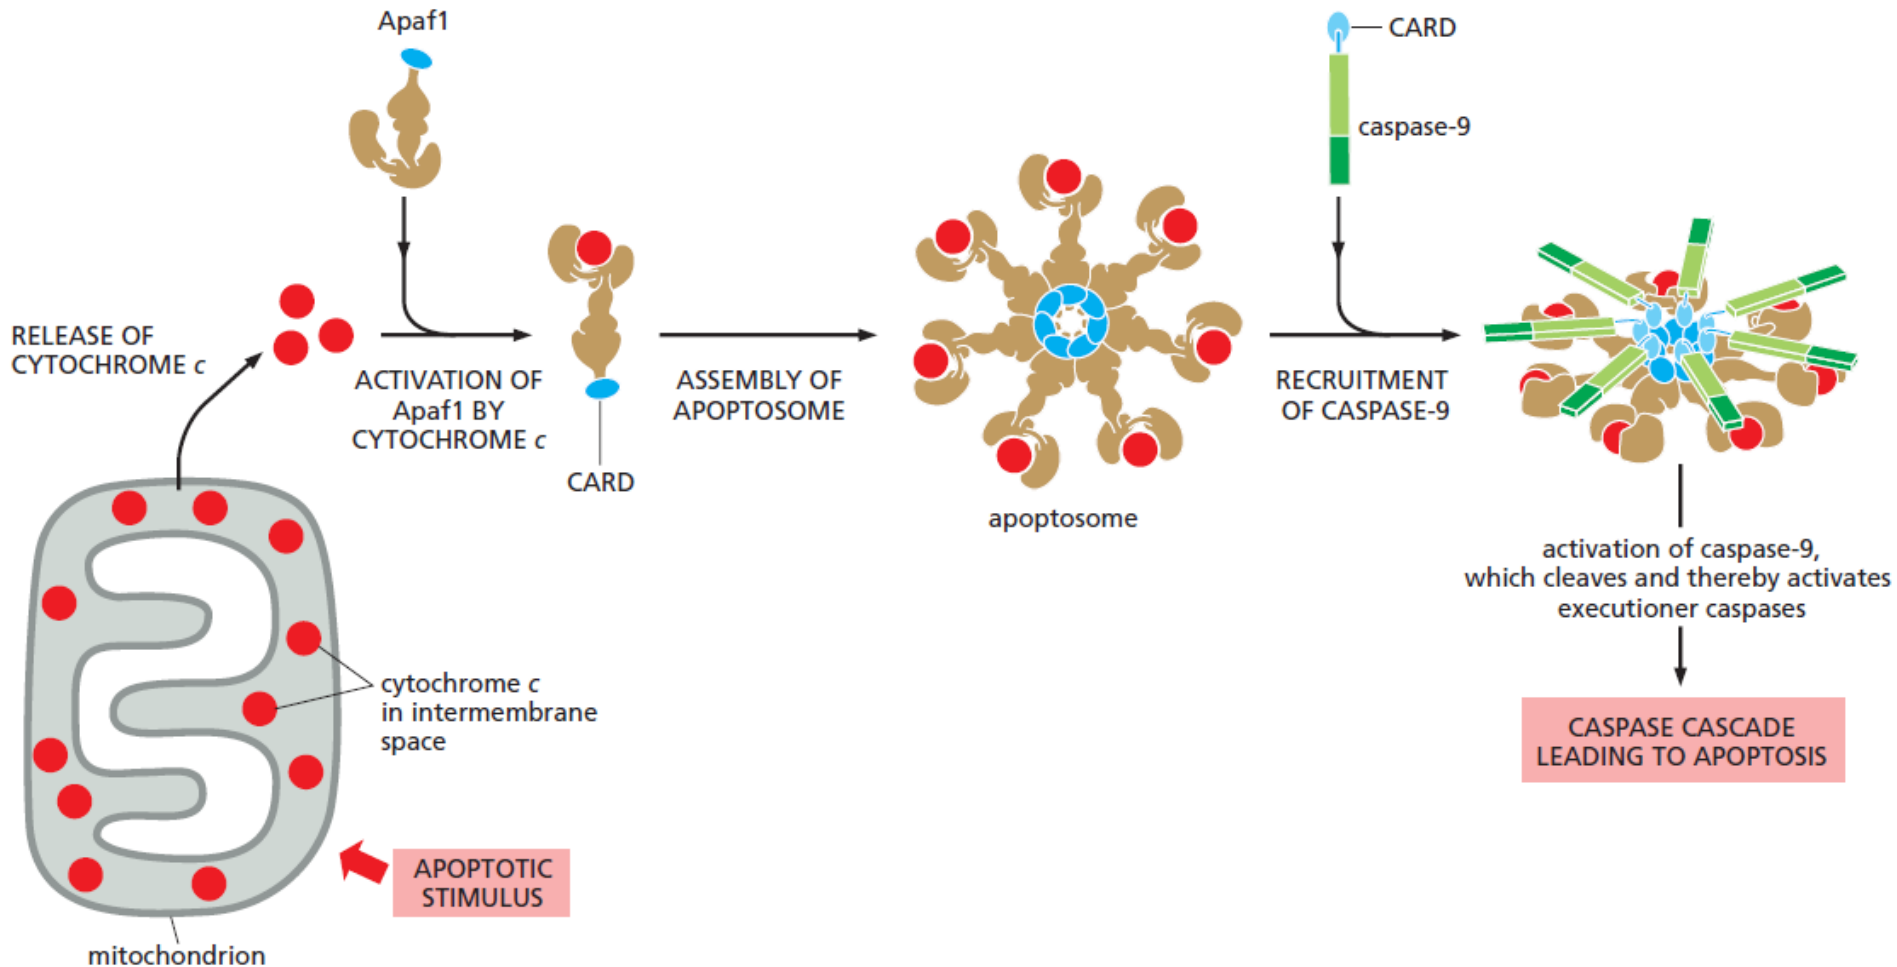 Apaf1
CARD
caspase-9
RELEASE OF
CYTOCHROME c
ACTIVATION OF
Apaf1 BY
CYTOCHROME c
CARD
ASSEMBLY OF
APOPTOSOME
apoptosome
RECRUITMENT
OF CASPASE-9
activation of caspase-9,
which cleaves and thereby activates
executioner caspases
CASPASE CASCADE
LEADING TO APOPTOSIS
cytochrome c
in intermembrane
space
APOPTOTIC
STIMULUS
mitochondrion